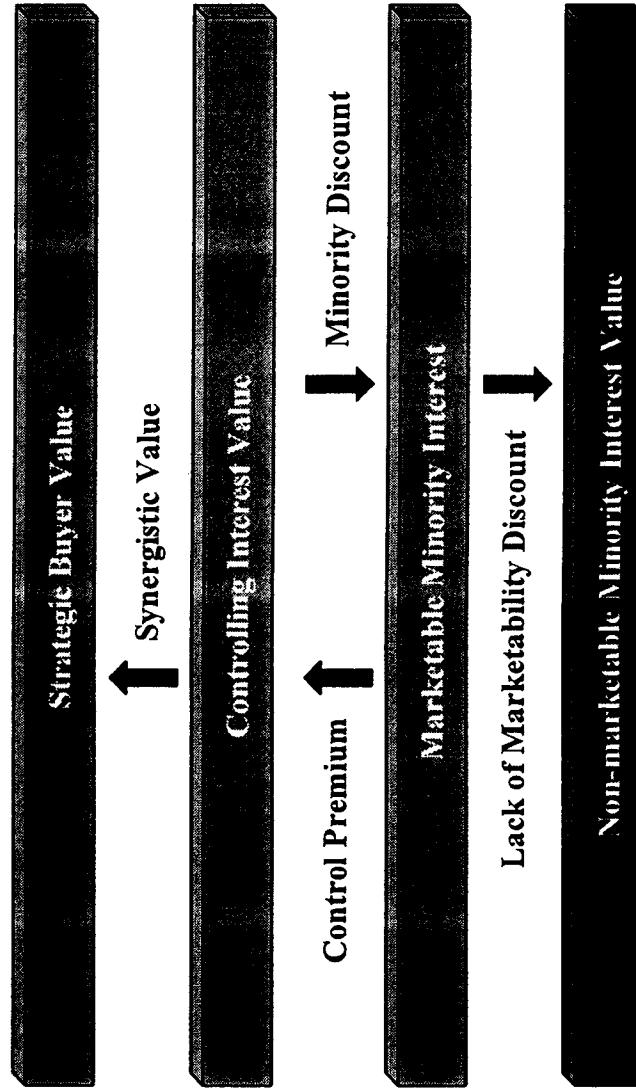 Strategic Buyer Value
Synergistic Value
Controlling Interest Value
Control Premium
Minority Discount
Marketable Minority Interest
Lack of Marketability Discount
Non-marketable Minority Interest Value